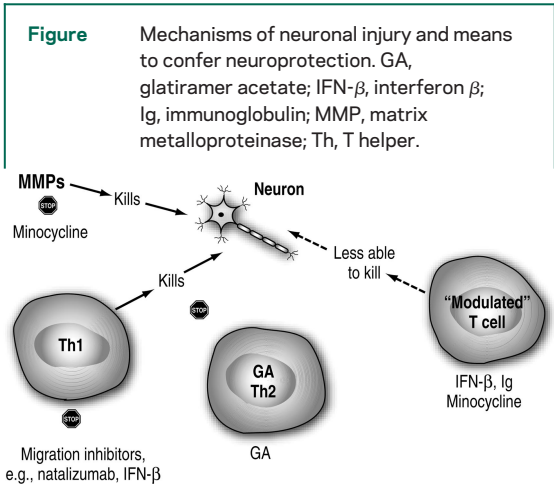 Figure
Mechanisms of neuronal injury and means
to confer neuroprotection. GA,
glatiramer acetate; IFN-β, interferon β;
Ig, immunoglobulin; MMP, matrix
metalloproteinase; Th, T helper.
MMPs
STOP
Minocycline
Kills
Neuron
Less able
to kill
Kills
STOP
Th1
STOP
Migration inhibitors,
e.g., natalizumab, IFN-β
GA
Th2
GA
“Modulated”
T cell
IFN-β, Ig
Minocycline